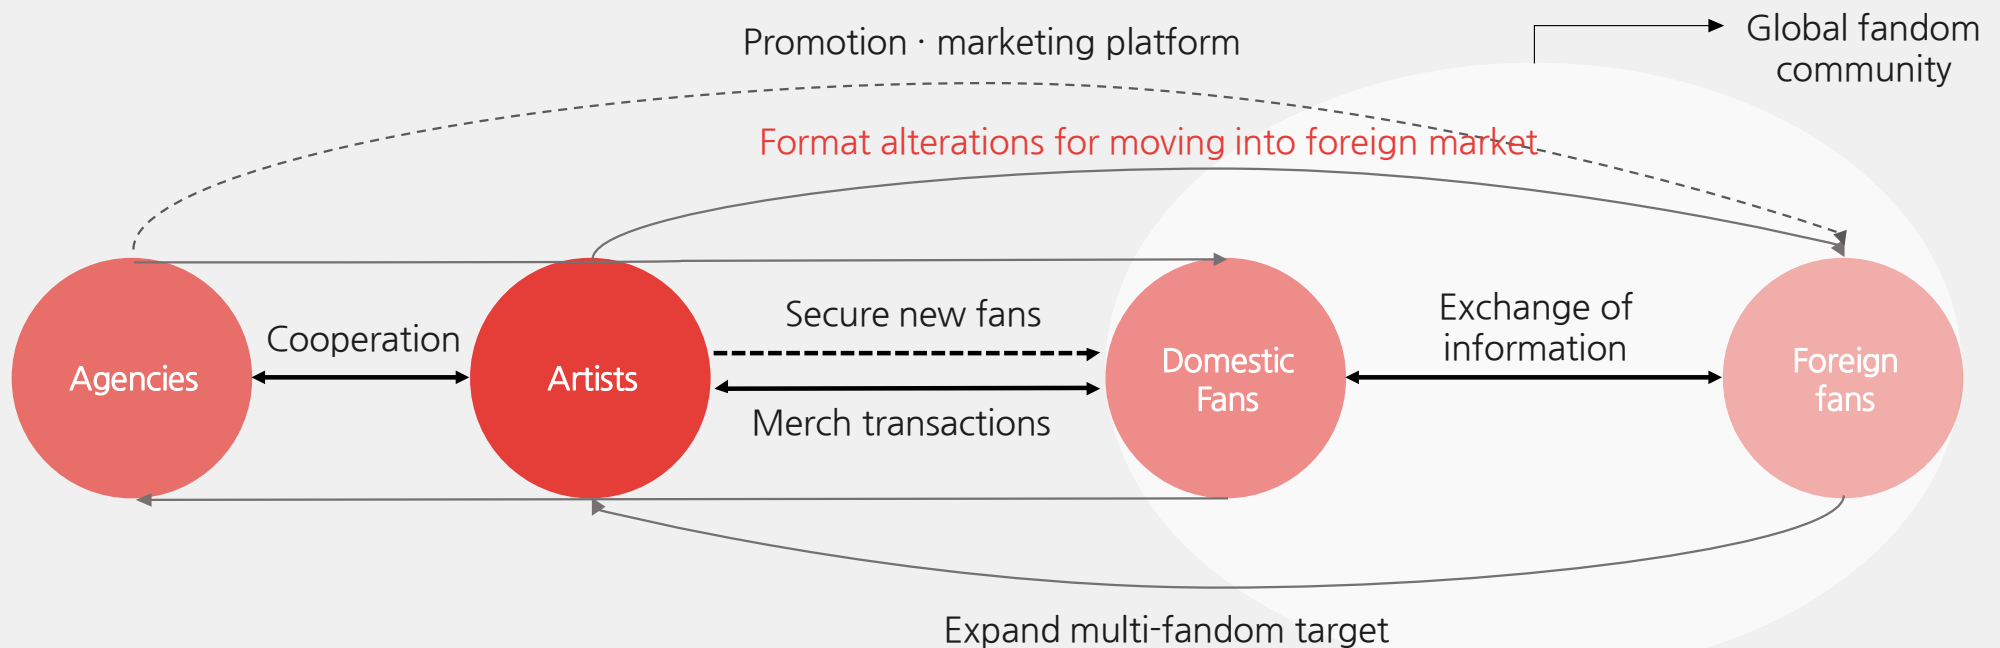 Promotion · marketing platform
Global fandom
community
Format alterations for moving into foreign market
Agencies
Cooperation
Artists
Secure new fans
Merch transactions
Domestic
Fans
Exchange of
information
Foreign
fans
Expand multi-fandom target